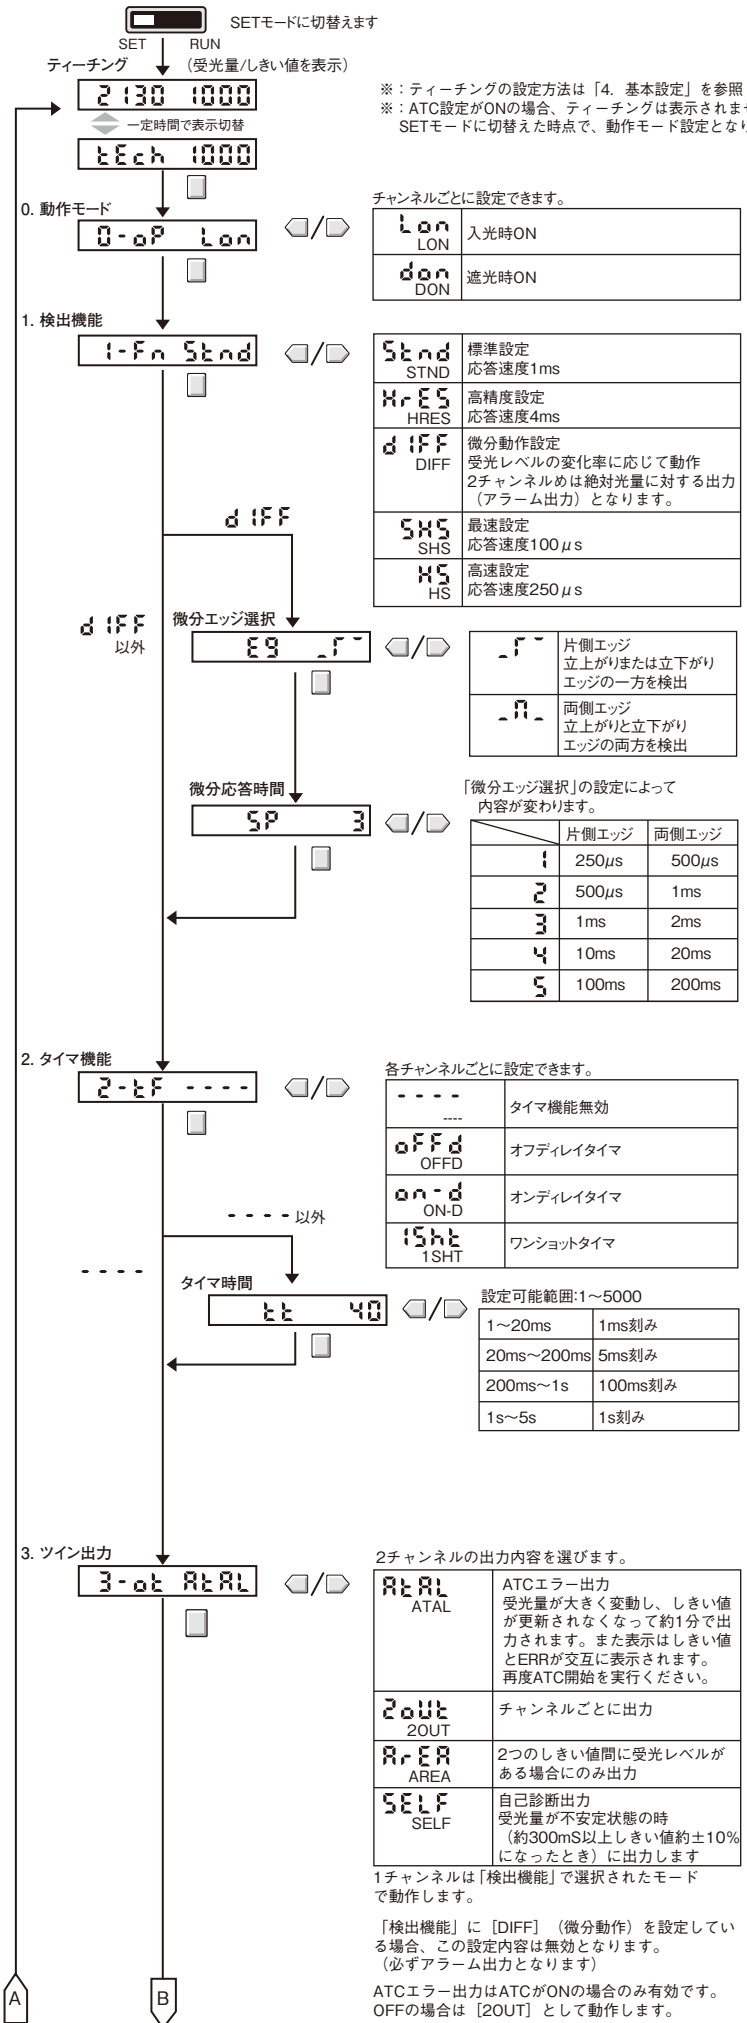 SETモードに切替えます
SET RUN
ティーチング (受光量/しきい値を表示)
2130 1000
※：ティーチングの設定方法は「4．基本設定」を参照
一定時間で表示切替
※：ATC設定がONの場合、ティーチングは表示されま
SETモードに切替えた時点で、動作モード設定とな
tEch 1000
0. 動作モード
0-oP Lon
/
チャンネルごとに設定できます。
Lon
LON
入光時ON
don
DON
遮光時ON
1. 検出機能
1-Fn Stnd
/
Stnd
STND
標準設定
応答速度1ms
HrES
HRES
高精度設定
応答速度4ms
dIFF
DIFF
微分動作設定
受光レベルの変化率に応じて動作
2チャンネルめは絶対光量に対する出力
（アラーム出力）となります。
SHS
SHS
最速設定
応答速度100μs
HS
HS
高速設定
応答速度250μs
dIFF
dIFF
以外
微分エッジ選択
Eg
/
片側エッジ
立上がりまたは立下がり
エッジの一方を検出
両側エッジ
立上がりと立下がり
エッジの両方を検出
微分応答時間
SP 3
/
「微分エッジ選択」の設定によって
内容が変わります。
片側エッジ 両側エッジ
1 250μs 500μs
2 500μs 1ms
3 1ms 2ms
4 10ms 20ms
5 100ms 200ms
2. タイマ機能
2-tF ----
/
各チャンネルごとに設定できます。
----
----
タイマ機能無効
oFFd
OFFD
オフディレイタイマ
on-d
ON-D
オンディレイタイマ
1Sht
1SHT
ワンショットタイマ
----以外
----
タイマ時間
tt 40
/
設定可能範囲:1～5000
1～20ms 1ms刻み
20ms～200ms 5ms刻み
200ms～1s 100ms刻み
1s～5s 1s刻み
3. ツイン出力
3-ot AtAL
/
2チャンネルの出力内容を選びます。
AtAL
ATAL
ATCエラー出力
受光量が大きく変動し、しきい値
が更新されなくなって約1分で出
力されます。また表示はしきい値
とERRが交互に表示されます。
再度ATC開始を実行ください。
2oUt
2OUT
チャンネルごとに出力
ArEA
AREA
2つのしきい値間に受光レベルが
ある場合にのみ出力
SELF
SELF
自己診断出力
受光量が不安定状態の時
（約300mS以上しきい値約±10%
になったとき）に出力します
1チャンネルは「検出機能」で選択されたモード
で動作します。
「検出機能」に［DIFF］（微分動作）を設定してい
る場合、この設定内容は無効となります。
（必ずアラーム出力となります）
ATCエラー出力はATCがONの場合のみ有効です。
OFFの場合は［2OUT］として動作します。
A
B